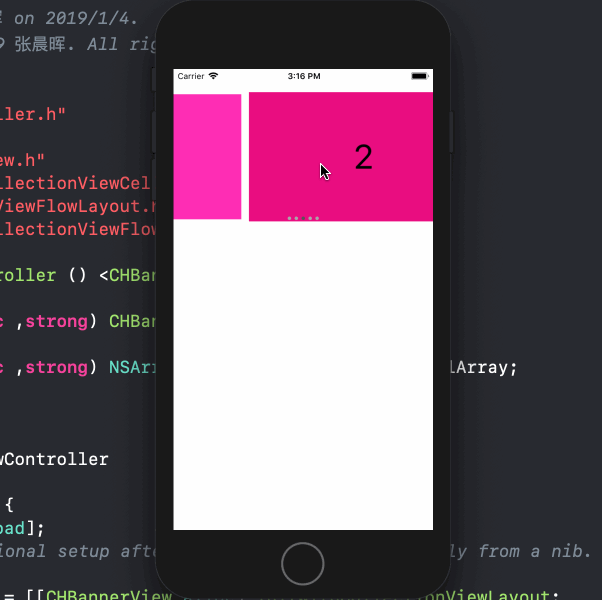 on 2019/1/4.
9 张晨晖. All rig
Carrier
3:16 PM
2
ller.h"
ew.h"
llectionViewCel
ViewFlowLayout.
llectionViewFlow
roller () <CHBan
c ,strong) CHBan
c ,strong) NSArr
lArray;
wController
{
oad];
ional setup afte
ly from a nib.
= [[CHBannerView
onViewLayout: